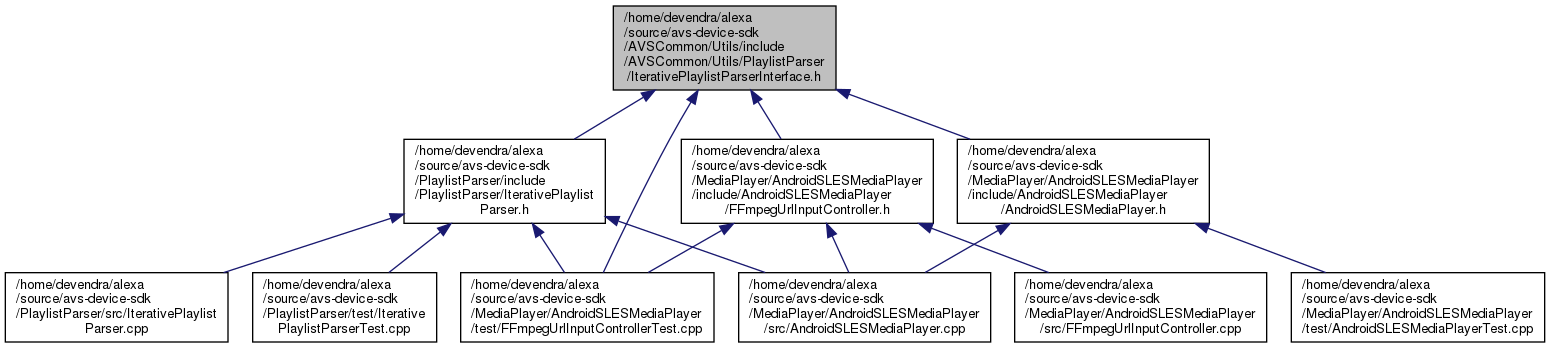 /home/devendra/alexa
/source/avs-device-sdk
/AVSCommon/Utils/include
/AVSCommon/Utils/PlaylistParser
/IterativePlaylistParserInterface.h
/home/devendra/alexa
/source/avs-device-sdk
/PlaylistParser/include
/PlaylistParser/IterativePlaylist
Parser.h
/home/devendra/alexa
/source/avs-device-sdk
/MediaPlayer/AndroidSLESMediaPlayer
/include/AndroidSLESMediaPlayer
/FFmpegUrlInputController.h
/home/devendra/alexa
/source/avs-device-sdk
/MediaPlayer/AndroidSLESMediaPlayer
/include/AndroidSLESMediaPlayer
/AndroidSLESMediaPlayer.h
/home/devendra/alexa
/source/avs-device-sdk
/PlaylistParser/src/IterativePlaylist
Parser.cpp
/home/devendra/alexa
/source/avs-device-sdk
/PlaylistParser/test/Iterative
PlaylistParserTest.cpp
/home/devendra/alexa
/source/avs-device-sdk
/MediaPlayer/AndroidSLESMediaPlayer
/test/FFmpegUrlInputControllerTest.cpp
/home/devendra/alexa
/source/avs-device-sdk
/MediaPlayer/AndroidSLESMediaPlayer
/src/AndroidSLESMediaPlayer.cpp
/home/devendra/alexa
/source/avs-device-sdk
/MediaPlayer/AndroidSLESMediaPlayer
/src/FFmpegUrlInputController.cpp
/home/devendra/alexa
/source/avs-device-sdk
/MediaPlayer/AndroidSLESMediaPlayer
/test/AndroidSLESMediaPlayerTest.cpp